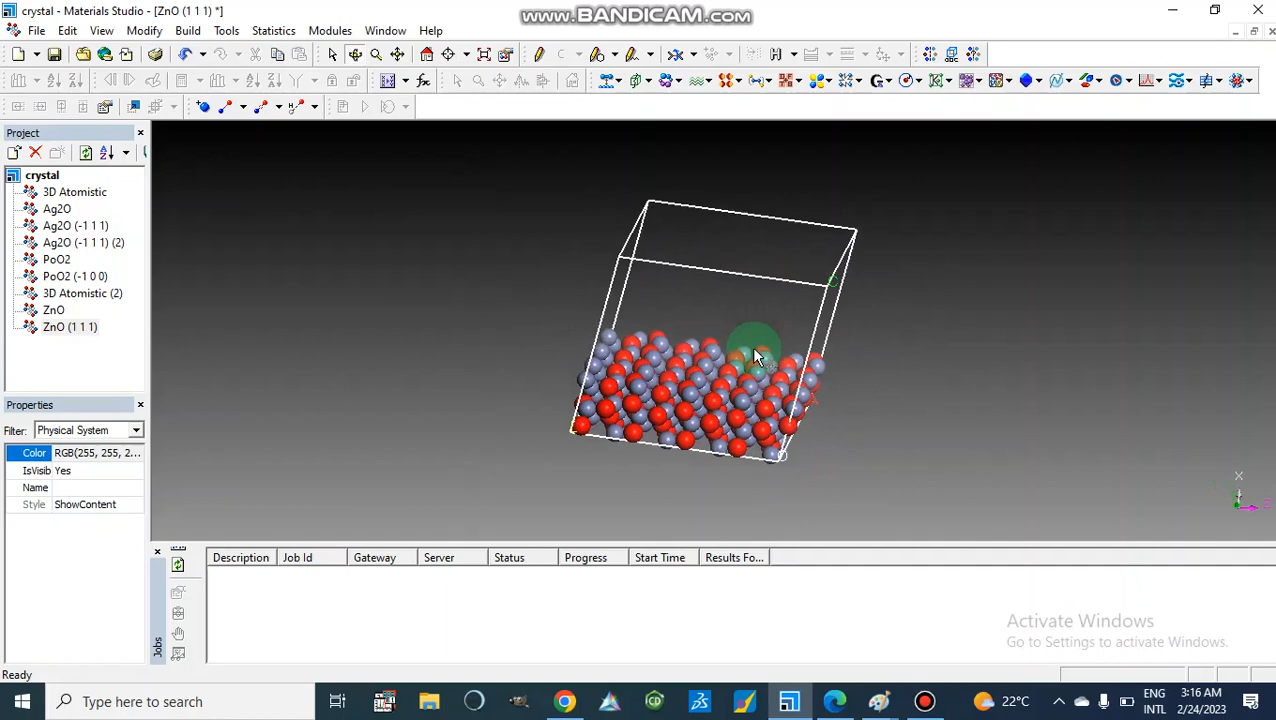 crystal - Materials Studio - [ZnO (1 1 1) *]
www.BANDICAM.com
File Edit View Modify Build Tools Statistics Modules Window Help
Project
crystal
3D Atomistic
Ag2O
Ag2O (-1 1 1)
Ag2O (-1 1 1) (2)
PoO2
PoO2 (-1 0 0)
3D Atomistic (2)
ZnO
ZnO (1 1 1)
Properties
Filter: Physical System
Color RGB(255, 255, 2...
IsVisib Yes
Name
Style ShowContent
C
A
O
X
Jobs
Description Job Id Gateway Server Status Progress Start Time Results Fo...
Activate Windows
Go to Settings to activate Windows.
Ready
Type here to search
22°C
ENG
INTL
3:16 AM
2/24/2023